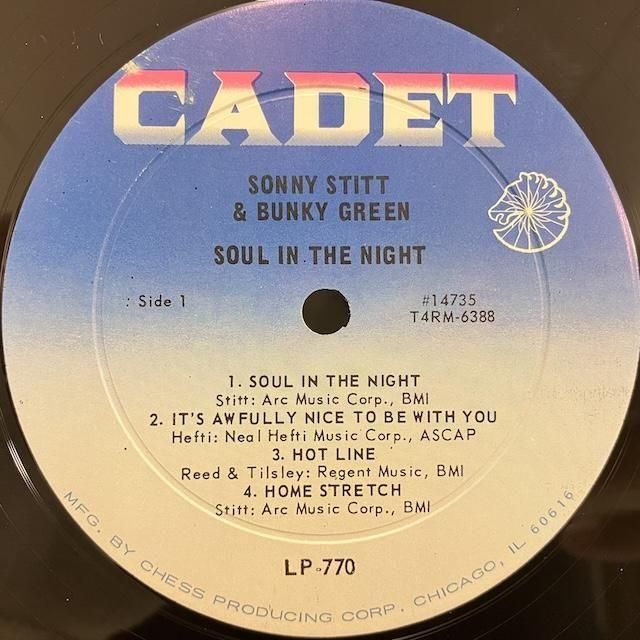 CADET
SONNY STITT
& BUNKY GREEN
SOUL IN THE NIGHT
: Side 1
#14735
T4RM-6388
1. SOUL IN THE NIGHT
Stitt: Arc Music Corp., BMI
2. IT'S AWFULLY NICE TO BE WITH YOU
Hefti: Neal Hefti Music Corp., ASCAP
3. HOT LINE
Reed & Tilsley: Regent Music, BMI
4. HOME STRETCH
Stitt: Arc Music Corp., BMI
LP-770
MFG. BY CHESS PRODUCING CORP. CHICAGO, IL 60616